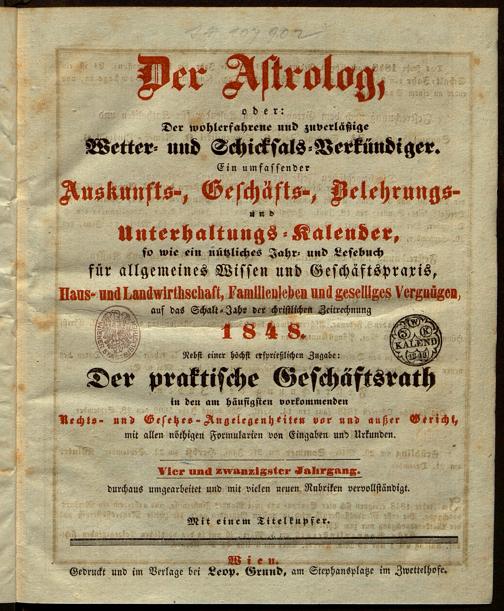 Der Astrolog,
oder:
Der wohlerfahrene und zuverläßige
Wetter- und Schicksals-Verkündiger.
Ein umfassender
Auskunfts-, Geschäfts-, Belehrungs-
und
Unterhaltungs-Kalender,
so wie ein nützliches Jahr- und Lesebuch
für allgemeines Wissen und Geschäftspraxis,
Haus- und Landwirthschaft, Familienleben und geselliges Vergnügen,
auf das Schalt-Jahr der christlichen Zeitrechnung
1848.
W
3 K
KALEND
1848
Nebst einer höchst ersprießlichen Zugabe:
Der praktische Geschäftsrath
in den am häufigsten vorkommenden
Rechts- und Gesetzes-Angelegenheiten vor und außer Gericht,
mit allen nöthigen Formularien von Eingaben und Urkunden.
Vier und zwanzigster Jahrgang.
durchaus umgearbeitet und mit vielen neuen Rubriken vervollständigt.
Mit einem Titelkupfer.
Wien.
Gedruckt und im Verlage bei Leop. Grund, am Stephansplatze im Zwettelhofe.